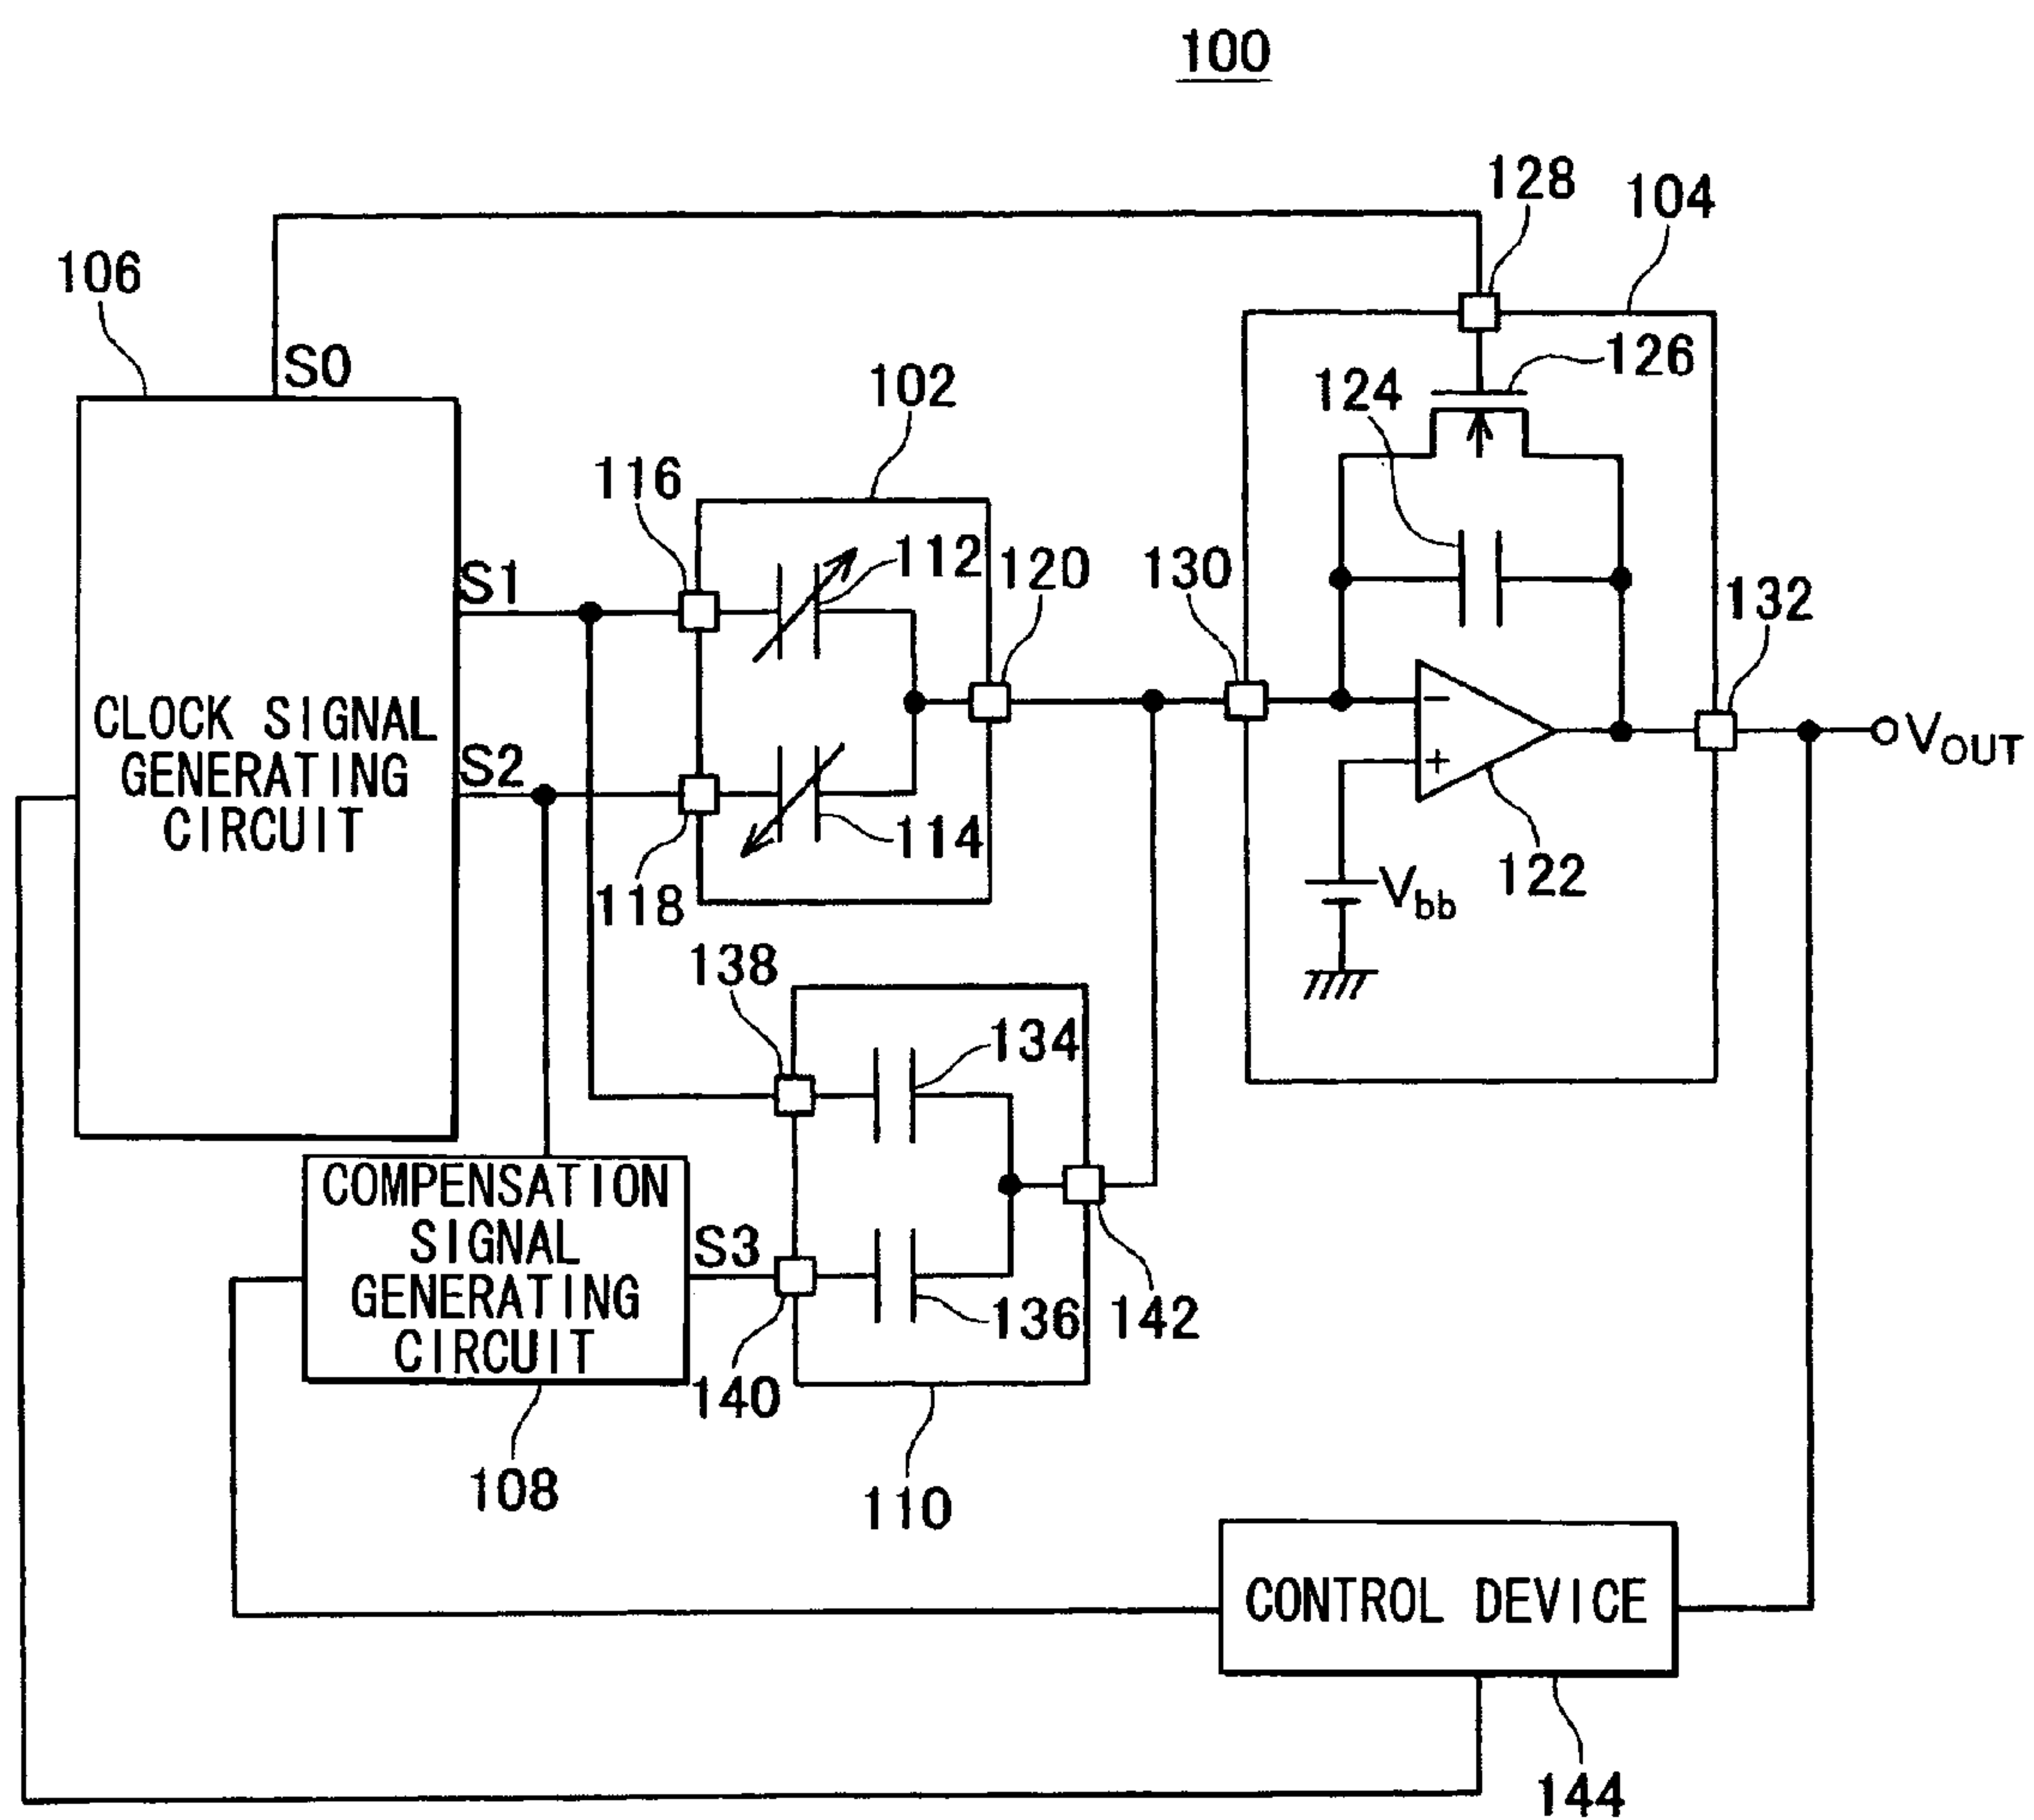 100
128
104
106
S0
126
102
124
116
112
120
130
132
S1
CLOCK SIGNAL
GENERATING
CIRCUIT
S2
−
+
VOUT
114
122
118
Vbb
138
134
COMPENSATION
SIGNAL
GENERATING
CIRCUIT
S3
136
142
140
108
110
CONTROL DEVICE
144